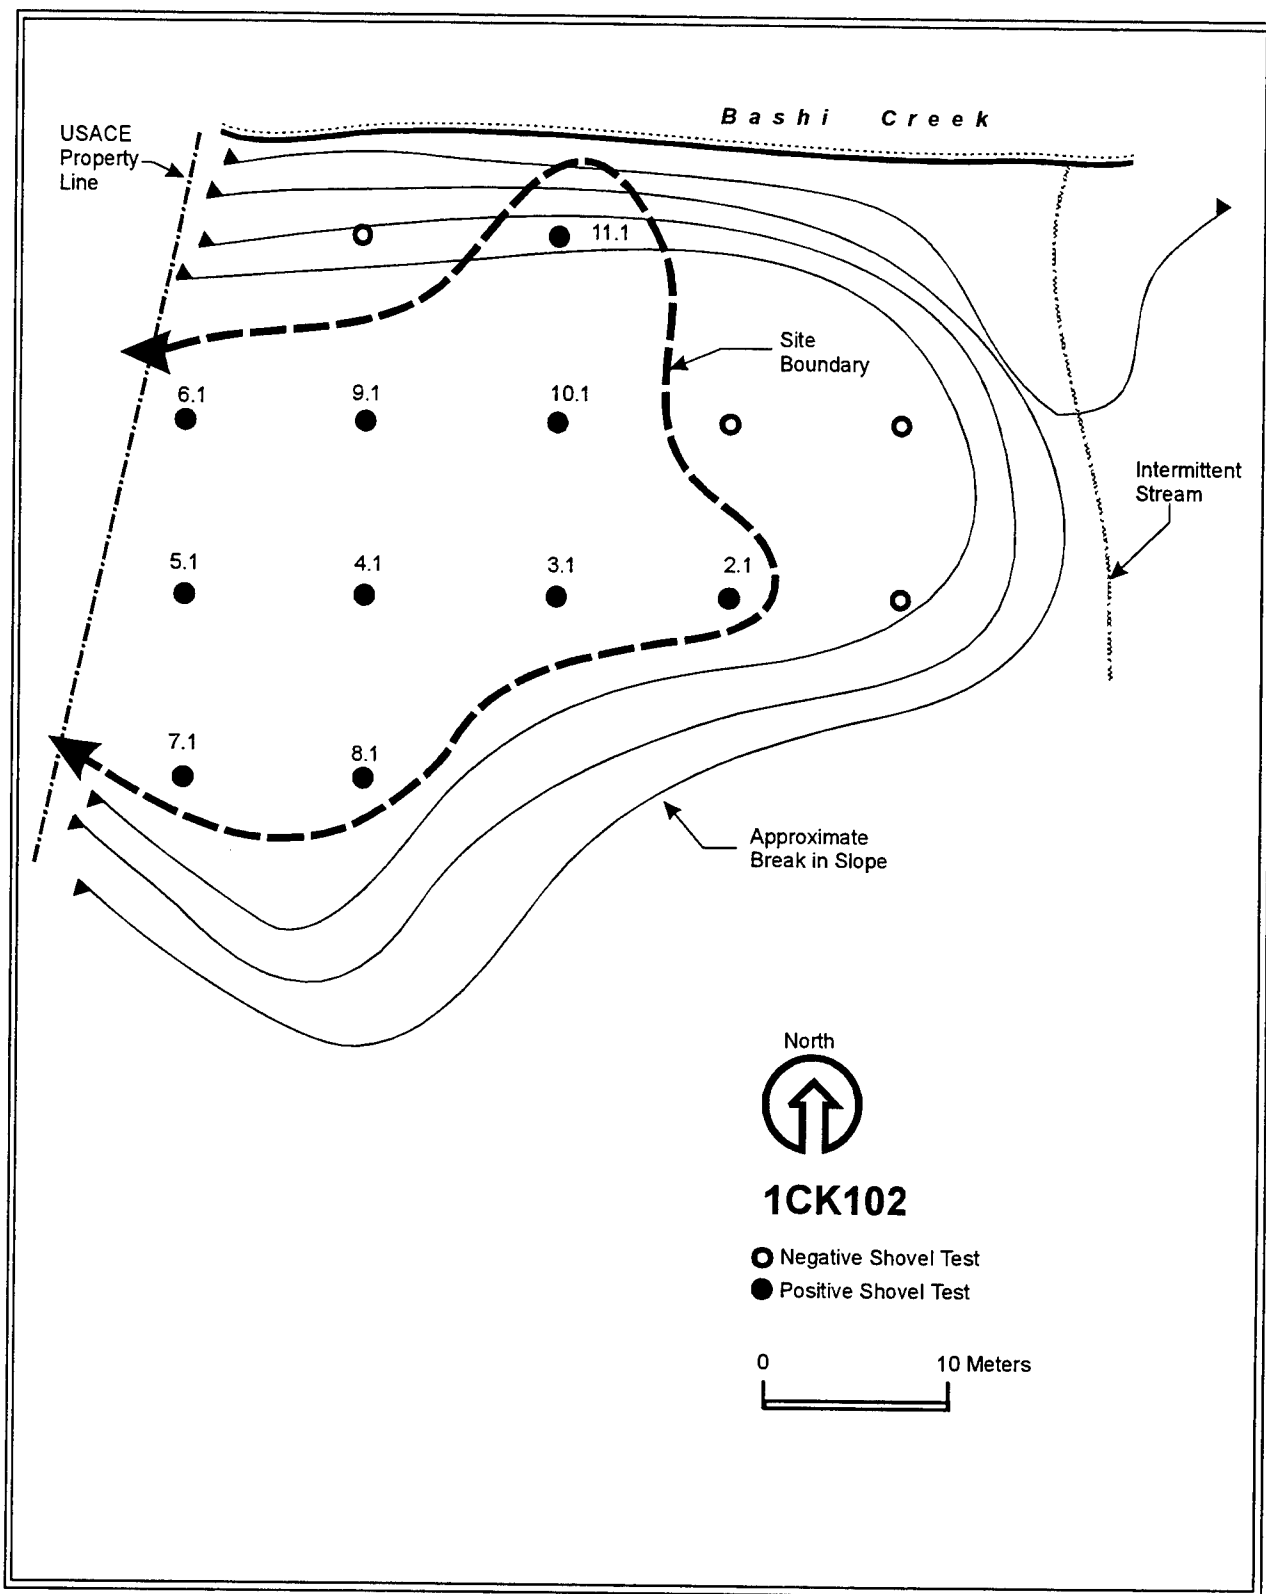 Bashi Creek
USACE
Property
Line
11.1
Site
Boundary
6.1
9.1
10.1
Intermittent
Stream
5.1
4.1
3.1
2.1
7.1
8.1
Approximate
Break in Slope
North
1CK102
Negative Shovel Test
Positive Shovel Test
0
10 Meters